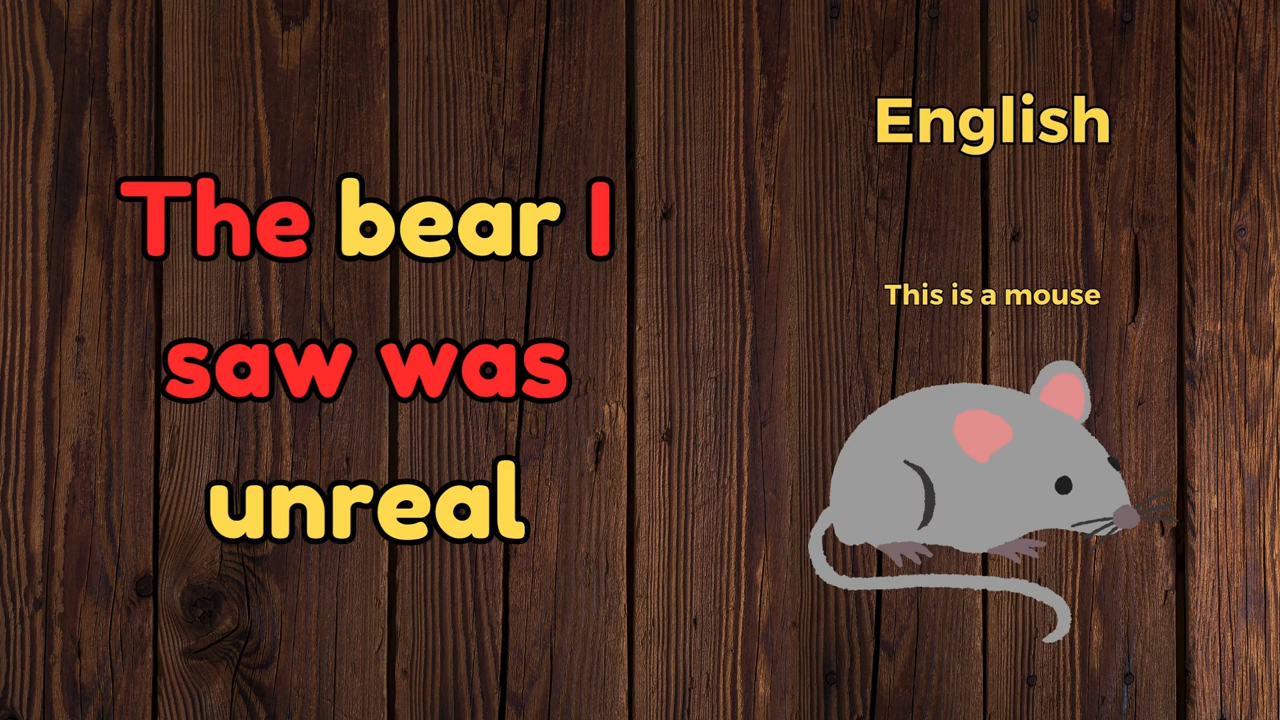 The bear I
saw was
unreal
English
This is a mouse